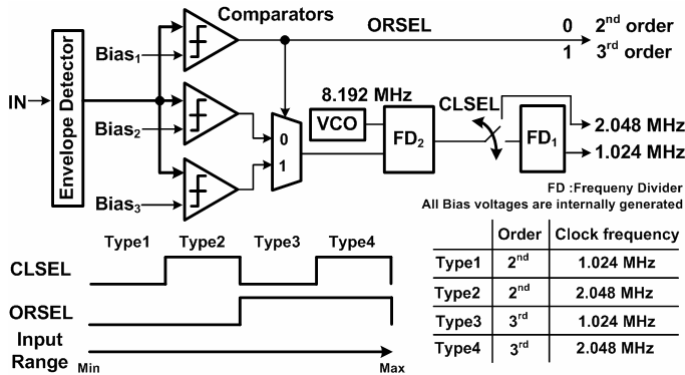 Comparators
ORSEL
0 2nd order
1 3rd order
Bias1
IN
Envelope Detector
Bias2
Bias3
0
1
8.192 MHz
VCO
FD2
CLSEL
FD1
2.048 MHz
1.024 MHz
FD :Frequeny Divider
All Bias voltages are internally generated
Type1 Type2 Type3 Type4
CLSEL
ORSEL
Input
Range Min Max
Order Clock frequency
Type1 2nd 1.024 MHz
Type2 2nd 2.048 MHz
Type3 3rd 1.024 MHz
Type4 3rd 2.048 MHz